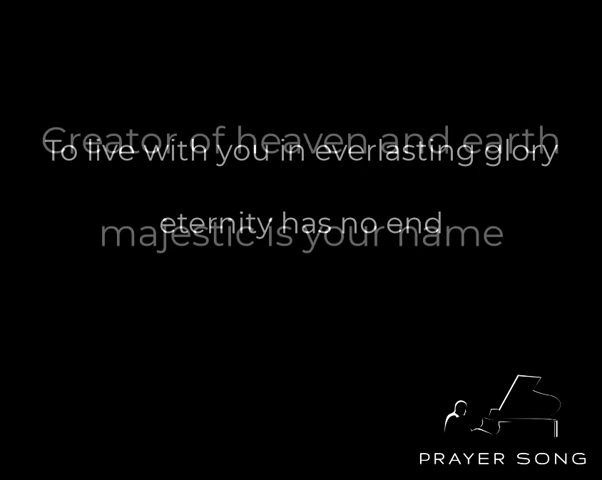 Creator of heaven and earth
To live with you in everlasting glory
eternity has no end
majestic is your name
PRAYER SONG